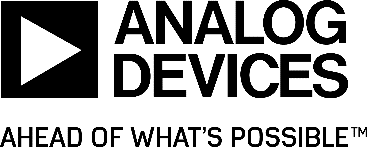 ANALOG
DEVICES
AHEAD OF WHAT'S POSSIBLE™